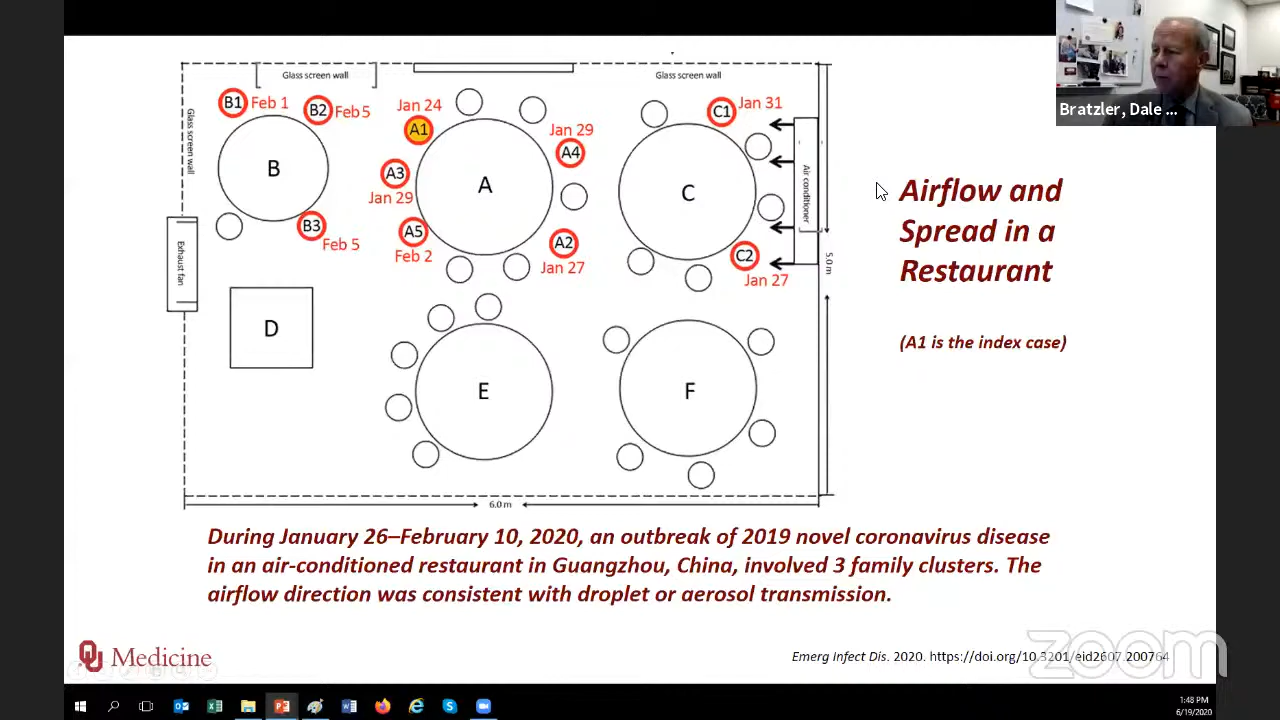 Bratzler, Dale ...
Glass screen wall
Glass screen wall
Glass screen wall
B1 Feb 1
B2 Feb 5
Jan 24
A1
Jan 29
A4
C1 Jan 31
B
A3
Jan 29
A
C
Air conditioner
B3
Feb 5
A5
Feb 2
A2
Jan 27
C2
Jan 27
Exhaust fan
5.0 m
D
E
F
6.0 m
Airflow and
Spread in a
Restaurant
(A1 is the index case)
During January 26–February 10, 2020, an outbreak of 2019 novel coronavirus disease
in an air-conditioned restaurant in Guangzhou, China, involved 3 family clusters. The
airflow direction was consistent with droplet or aerosol transmission.
OU Medicine
Emerg Infect Dis. 2020. https://doi.org/10.3201/eid2607.200764
zoom
1:48 PM
6/19/2020